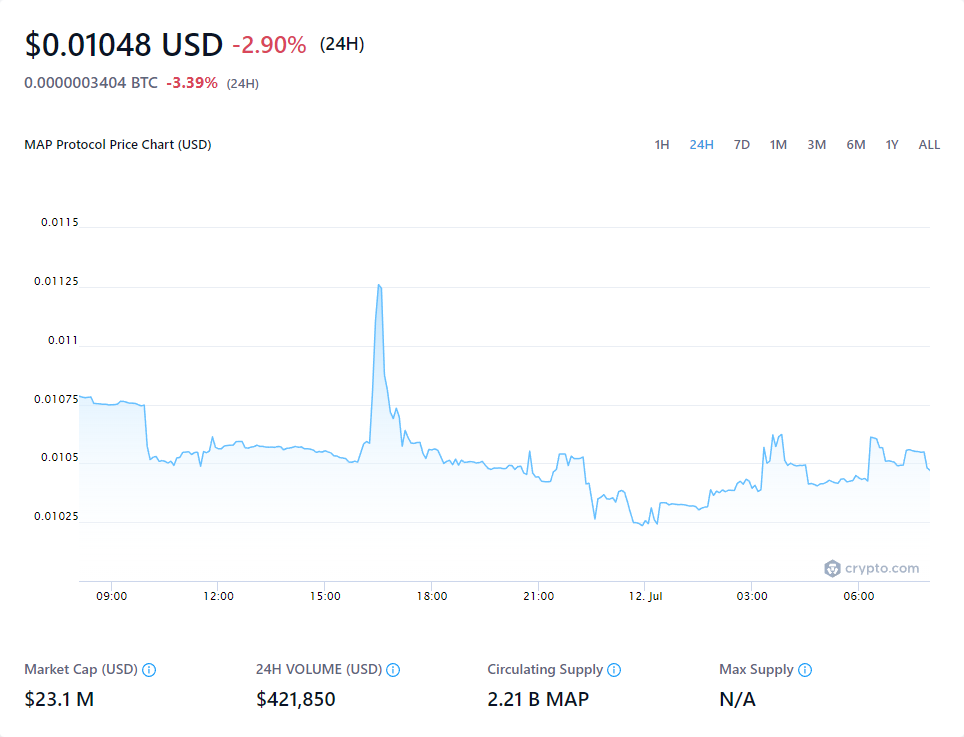 $0.01048 USD -2.90% (24H)
0.0000003404 BTC -3.39% (24H)
MAP Protocol Price Chart (USD) 1H 24H 7D 1M 3M 6M 1Y ALL
0.0115
0.01125
0.011
0.01075
0.0105
0.01025
crypto.com
09:00 12:00 15:00 18:00 21:00 12. Jul 03:00 06:00
Market Cap (USD) 24H VOLUME (USD) Circulating Supply Max Supply
$23.1 M $421,850 2.21 B MAP N/A